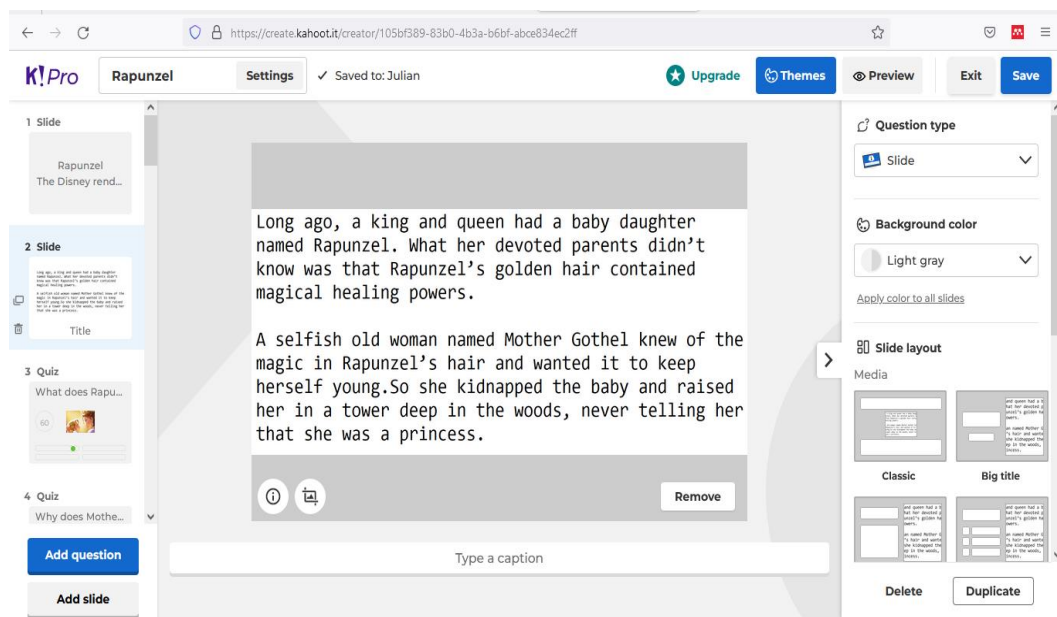 https://create.kahoot.it/creator/105bf389-83b0-4b3a-b6bf-abce834ec2ff
K!Pro
Rapunzel
Settings
✓ Saved to: Julian
Upgrade
Themes
Preview
Exit
Save
1 Slide
Rapunzel
The Disney rend...
2 Slide
Title
3 Quiz
What does Rapu...
60
4 Quiz
Why does Mothe...
Add question
Add slide
Long ago, a king and queen had a baby daughter
named Rapunzel. What her devoted parents didn't
know was that Rapunzel's golden hair contained
magical healing powers.
A selfish old woman named Mother Gothel knew of the
magic in Rapunzel's hair and wanted it to keep
herself young.So she kidnapped the baby and raised
her in a tower deep in the woods, never telling her
that she was a princess.
Remove
Type a caption
Question type
Slide
Background color
Light gray
Apply color to all slides
Slide layout
Media
Classic
Big title
Delete
Duplicate